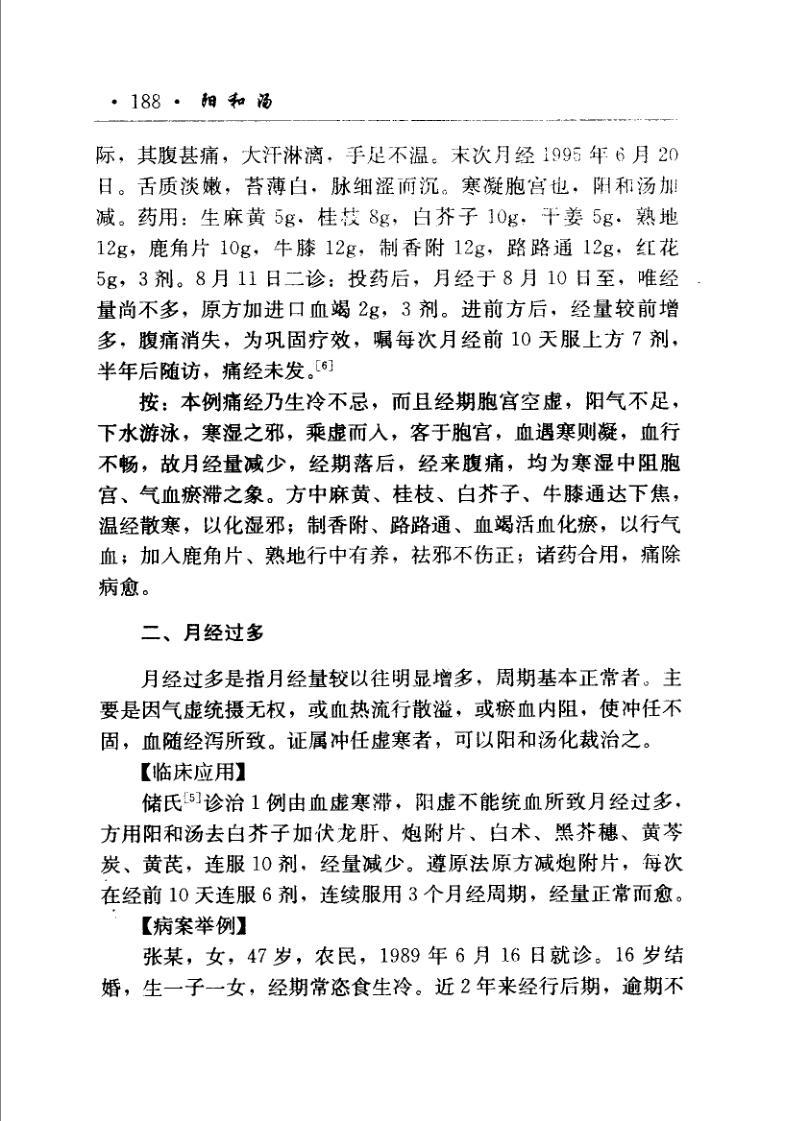 · 188 · 阳和汤
际，其腹甚痛，大汗淋漓，手足不温。末次月经 1995 年 6 月 20
日。舌质淡嫩，苔薄白，脉细涩而沉。寒凝胞宫也，阳和汤加
减。药用：生麻黄 5g，桂枝 8g，白芥子 10g，干姜 5g，熟地
12g，鹿角片 10g，牛膝 12g，制香附 12g，路路通 12g，红花
5g，3 剂。8 月 11 日二诊：投药后，月经于 8 月 10 日至，唯经
量尚不多，原方加进口血竭 2g，3 剂。进前方后，经量较前增
多，腹痛消失，为巩固疗效，嘱每次月经前 10 天服上方 7 剂，
半年后随访，痛经未发。[6]
按：本例痛经乃生冷不忌，而且经期胞宫空虚，阳气不足，
下水游泳，寒湿之邪，乘虚而入，客于胞宫，血遇寒则凝，血行
不畅，故月经量减少，经期落后，经来腹痛，均为寒湿中阻胞
宫、气血瘀滞之象。方中麻黄、桂枝、白芥子、牛膝通达下焦，
温经散寒，以化湿邪；制香附、路路通、血竭活血化瘀，以行气
血；加入鹿角片、熟地行中有养，祛邪不伤正；诸药合用，痛除
病愈。
二、月经过多
月经过多是指月经量较以往明显增多，周期基本正常者。主
要是因气虚统摄无权，或血热流行散溢，或瘀血内阻，使冲任不
固，血随经泻所致。证属冲任虚寒者，可以阳和汤化裁治之。
【临床应用】
储氏[5]诊治 1 例由血虚寒滞，阳虚不能统血所致月经过多，
方用阳和汤去白芥子加伏龙肝、炮附片、白术、黑芥穗、黄芩
炭、黄芪，连服 10 剂，经量减少。遵原法原方减炮附片，每次
在经前 10 天连服 6 剂，连续服用 3 个月经周期，经量正常而愈。
【病案举例】
张某，女，47 岁，农民，1989 年 6 月 16 日就诊。16 岁结
婚，生一子一女，经期常恣食生冷。近 2 年来经行后期，逾期不